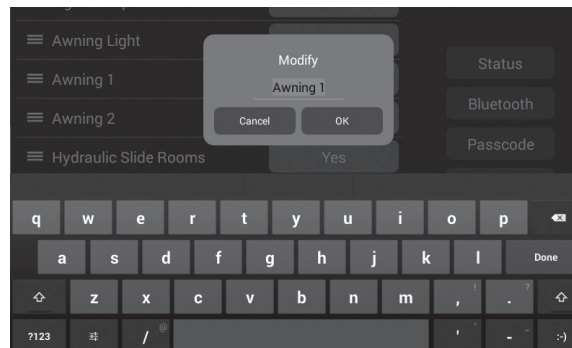 Awning Light
Modify
Awning 1
Status
Awning 1
Bluetooth
Awning 2
Cancel
OK
Passcode
Hydraulic Slide Rooms
Yes
q w e r t y u i o p
a s d f g h j k l Done
z x c v b n m , ! . ?
?123 / @ ' " - _ :-)